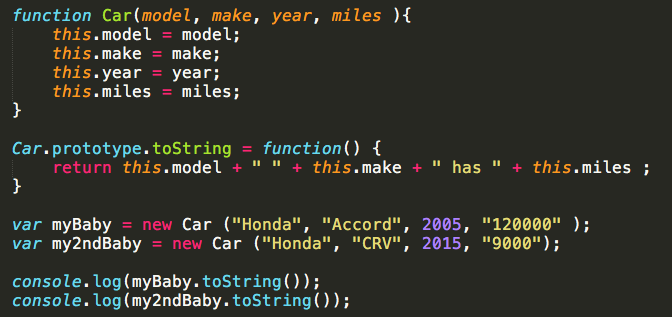 function Car(model, make, year, miles ){
    this.model = model;
    this.make = make;
    this.year = year;
    this.miles = miles;
}

Car.prototype.toString = function() {
    return this.model + " " + this.make + " has " + this.miles ;
}

var myBaby = new Car ("Honda", "Accord", 2005, "120000" );
var my2ndBaby = new Car ("Honda", "CRV", 2015, "9000");

console.log(myBaby.toString());
console.log(my2ndBaby.toString());